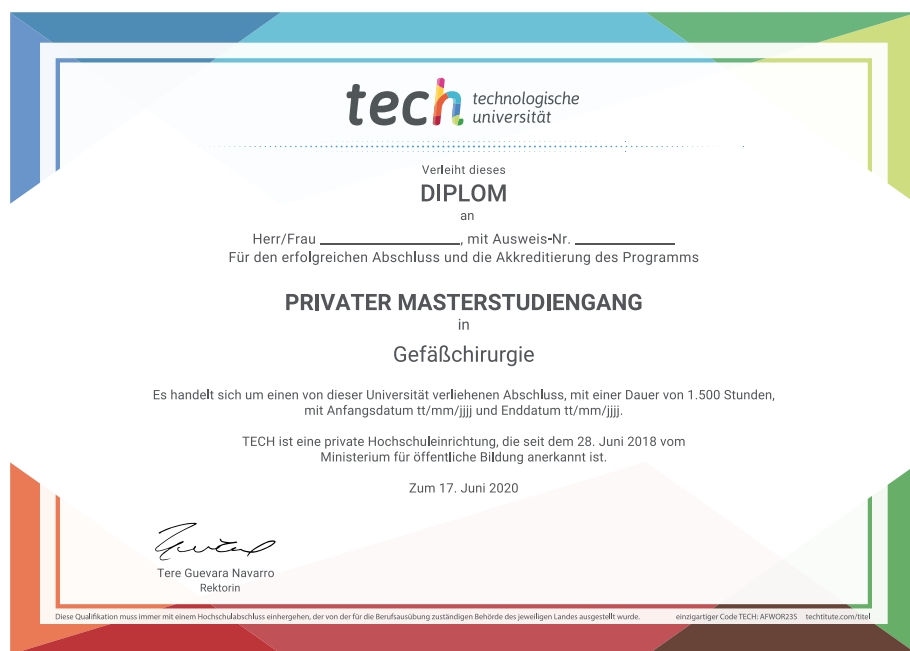 tech technologische
universität
Verleiht dieses
DIPLOM
an
Herr/Frau ____________________, mit Ausweis-Nr. ______________
Für den erfolgreichen Abschluss und die Akkreditierung des Programms
PRIVATER MASTERSTUDIENGANG
in
Gefäßchirurgie
Es handelt sich um einen von dieser Universität verliehenen Abschluss, mit einer Dauer von 1.500 Stunden,
mit Anfangsdatum tt/mm/jjjj und Enddatum tt/mm/jjjj.
TECH ist eine private Hochschuleinrichtung, die seit dem 28. Juni 2018 vom
Ministerium für öffentliche Bildung anerkannt ist.
Zum 17. Juni 2020
Tere Guevara Navarro
Rektorin
Diese Qualifikation muss immer mit einem Hochschulabschluss einhergehen, der von der für die Berufsausübung zuständigen Behörde des jeweiligen Landes ausgestellt wurde. einzigartiger Code TECH: AFWOR23S techtitute.com/titel